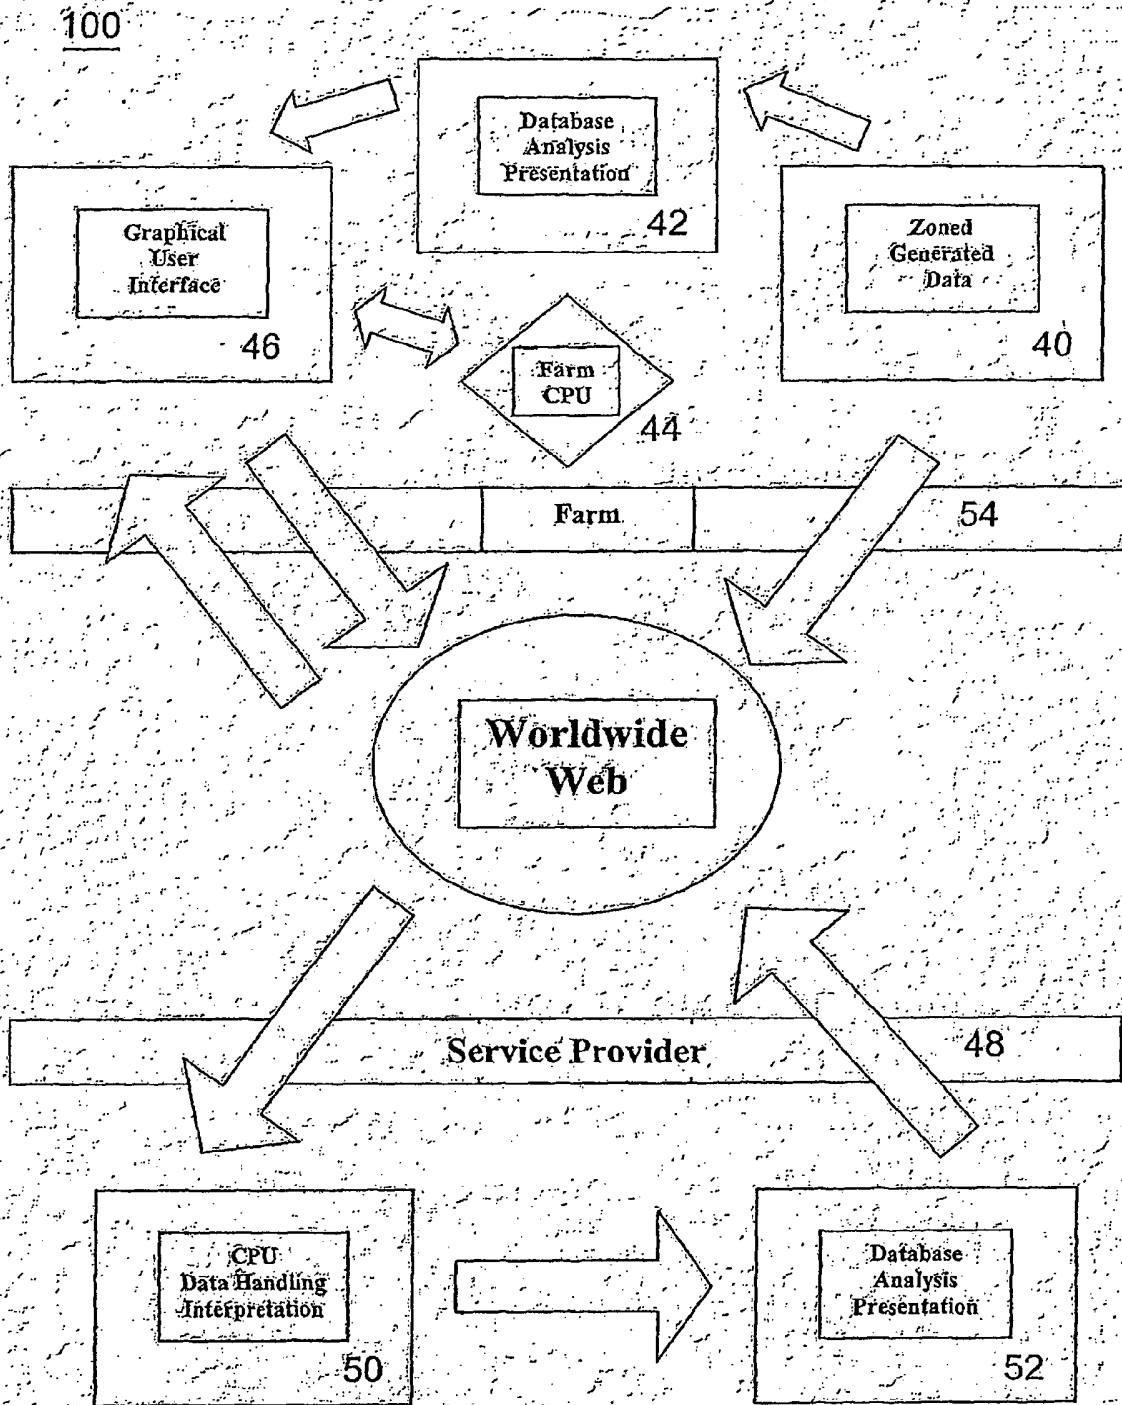 100
Database
Analysis
Presentation
42
Graphical
User
Interface
46
Zoned
Generated
Data
40
Farm
CPU
44
Farm
54
Worldwide
Web
Service Provider
48
CPU
Data Handling
Interpretation
50
Database
Analysis
Presentation
52